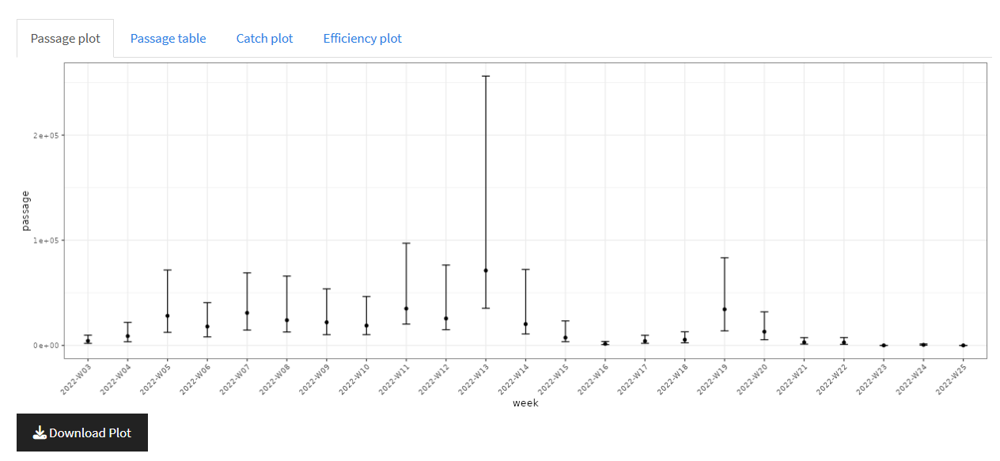 Passage plot Passage table Catch plot Efficiency plot
2e+05
passage
1e+05
0e+00
2022-W03 2022-W04 2022-W05 2022-W06 2022-W07 2022-W08 2022-W09 2022-W10 2022-W11 2022-W12 2022-W13 2022-W14 2022-W15 2022-W16 2022-W17 2022-W18 2022-W19 2022-W20 2022-W21 2022-W22 2022-W23 2022-W24 2022-W25
week
Download Plot